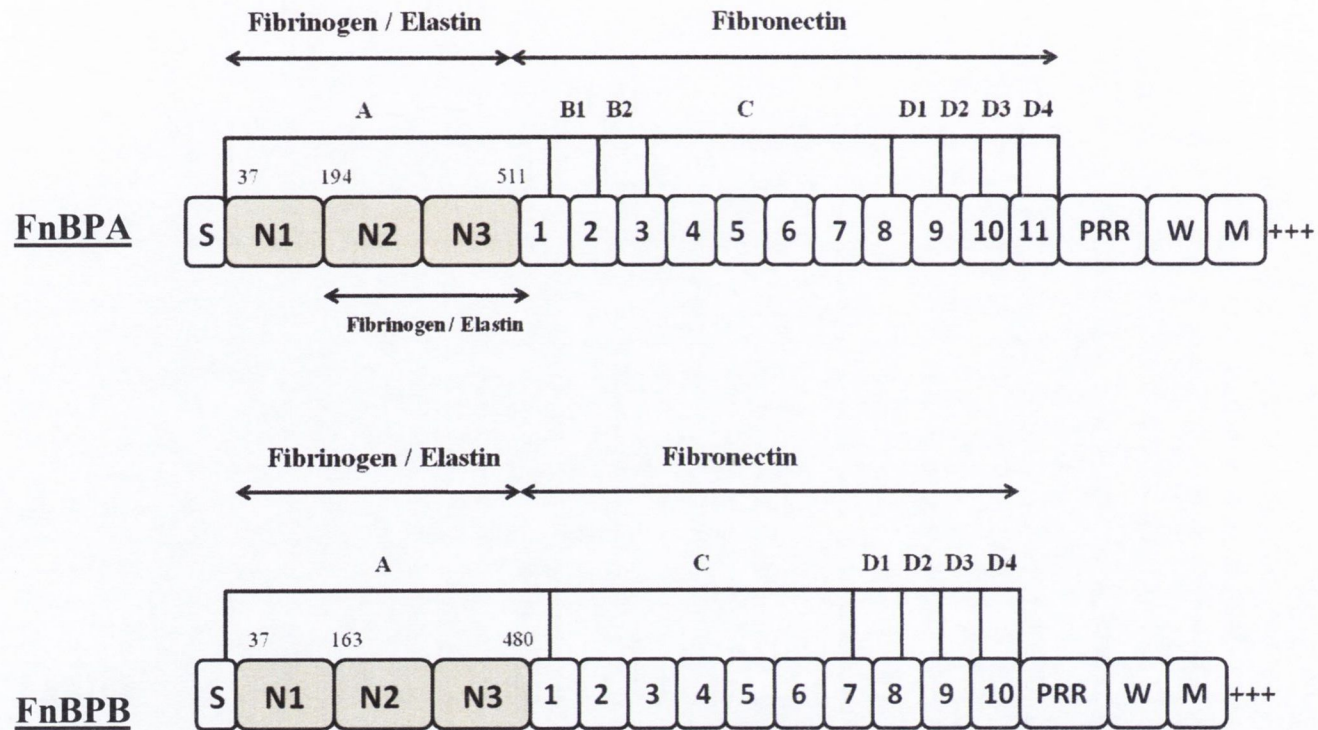 Fibrinogen / Elastin Fibronectin
A B1 B2 C D1 D2 D3 D4
37 194 511
FnBPA S N1 N2 N3 1 2 3 4 5 6 7 8 9 10 11 PRR W M +++
Fibrinogen / Elastin
Fibrinogen / Elastin Fibronectin
A C D1 D2 D3 D4
37 163 480
FnBPB S N1 N2 N3 1 2 3 4 5 6 7 8 9 10 PRR W M +++